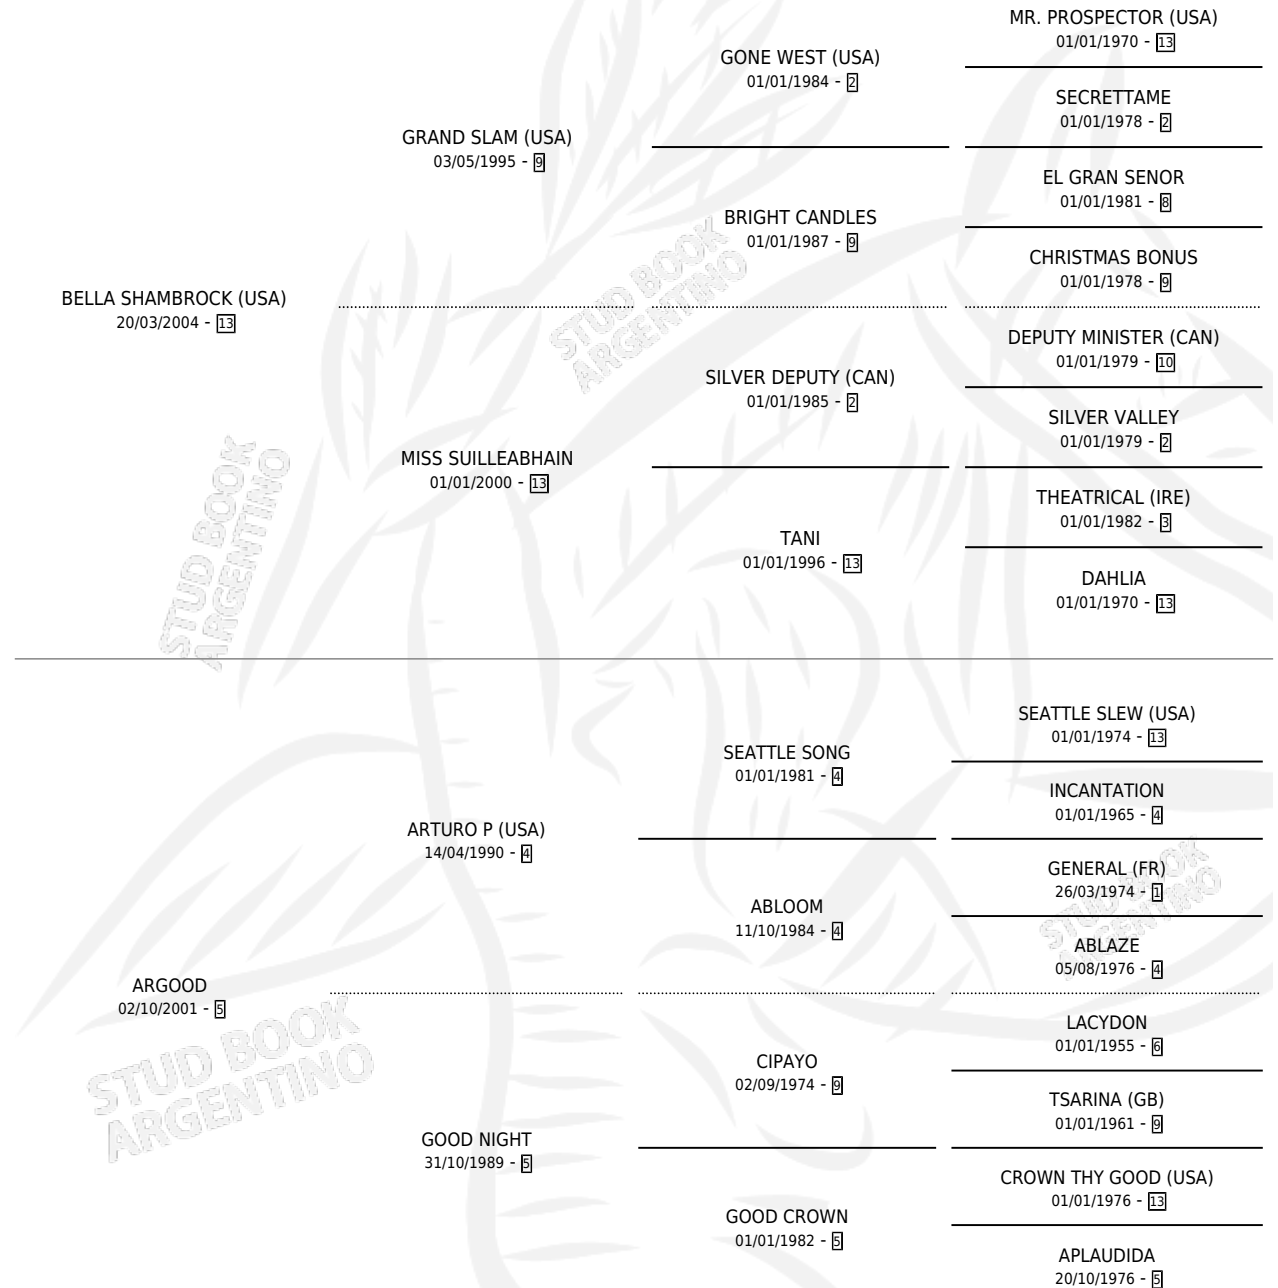 MR. PROSPECTOR (USA)
01/01/1970 - 13
GONE WEST (USA)
01/01/1984 - 2
SECRETTAME
01/01/1978 - 2
GRAND SLAM (USA)
03/05/1995 - 9
EL GRAN SENOR
01/01/1981 - 8
BRIGHT CANDLES
01/01/1987 - 9
CHRISTMAS BONUS
01/01/1978 - 9
BELLA SHAMBROCK (USA)
20/03/2004 - 13
STUD BOOK
ARGENTINO
DEPUTY MINISTER (CAN)
01/01/1979 - 10
SILVER DEPUTY (CAN)
01/01/1985 - 2
SILVER VALLEY
01/01/1979 - 2
MISS SUILLEABHAIN
01/01/2000 - 13
THEATRICAL (IRE)
01/01/1982 - 3
TANI
01/01/1996 - 13
DAHLIA
01/01/1970 - 13
STUD BOOK
ARGENTINO
SEATTLE SLEW (USA)
01/01/1974 - 13
SEATTLE SONG
01/01/1981 - 4
INCANTATION
01/01/1965 - 4
ARTURO P (USA)
14/04/1990 - 4
GENERAL (FR)
26/03/1974 - 1
ABLOOM
11/10/1984 - 4
ABLAZE
05/08/1976 - 4
STUD BOOK
ARGENTINO
ARGOOD
02/10/2001 - 5
LACYDON
01/01/1955 - 6
CIPAYO
02/09/1974 - 9
TSARINA (GB)
01/01/1961 - 9
STUD BOOK
ARGENTINO
GOOD NIGHT
31/10/1989 - 5
CROWN THY GOOD (USA)
01/01/1976 - 13
GOOD CROWN
01/01/1982 - 5
APLAUDIDA
20/10/1976 - 5